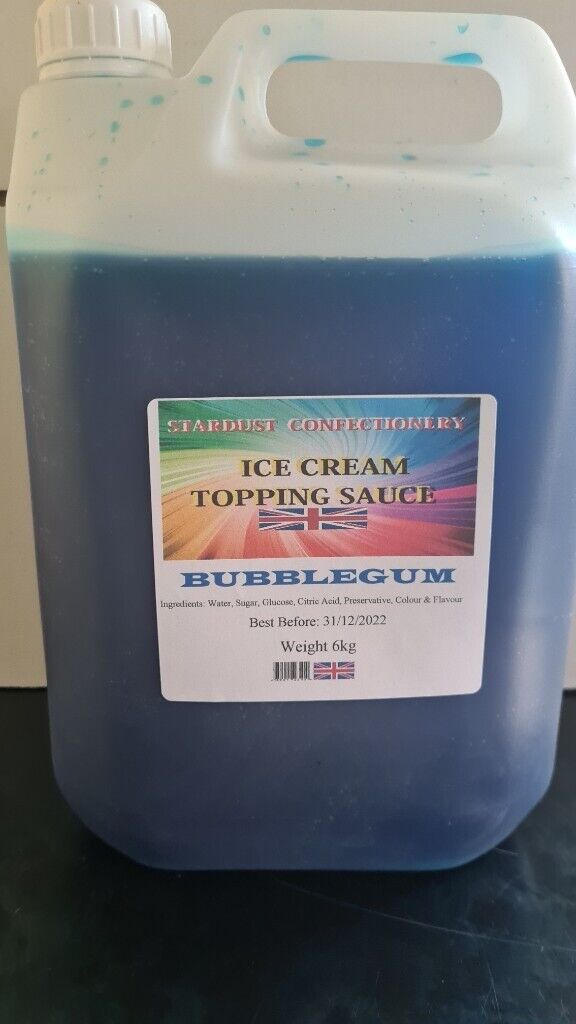 STARDUST CONFECTIONERY
ICE CREAM
TOPPING SAUCE
BUBBLEGUM
Ingredients: Water, Sugar, Glucose, Citric Acid, Preservative, Colour & Flavour
Best Before: 31/12/2022
Weight 6kg